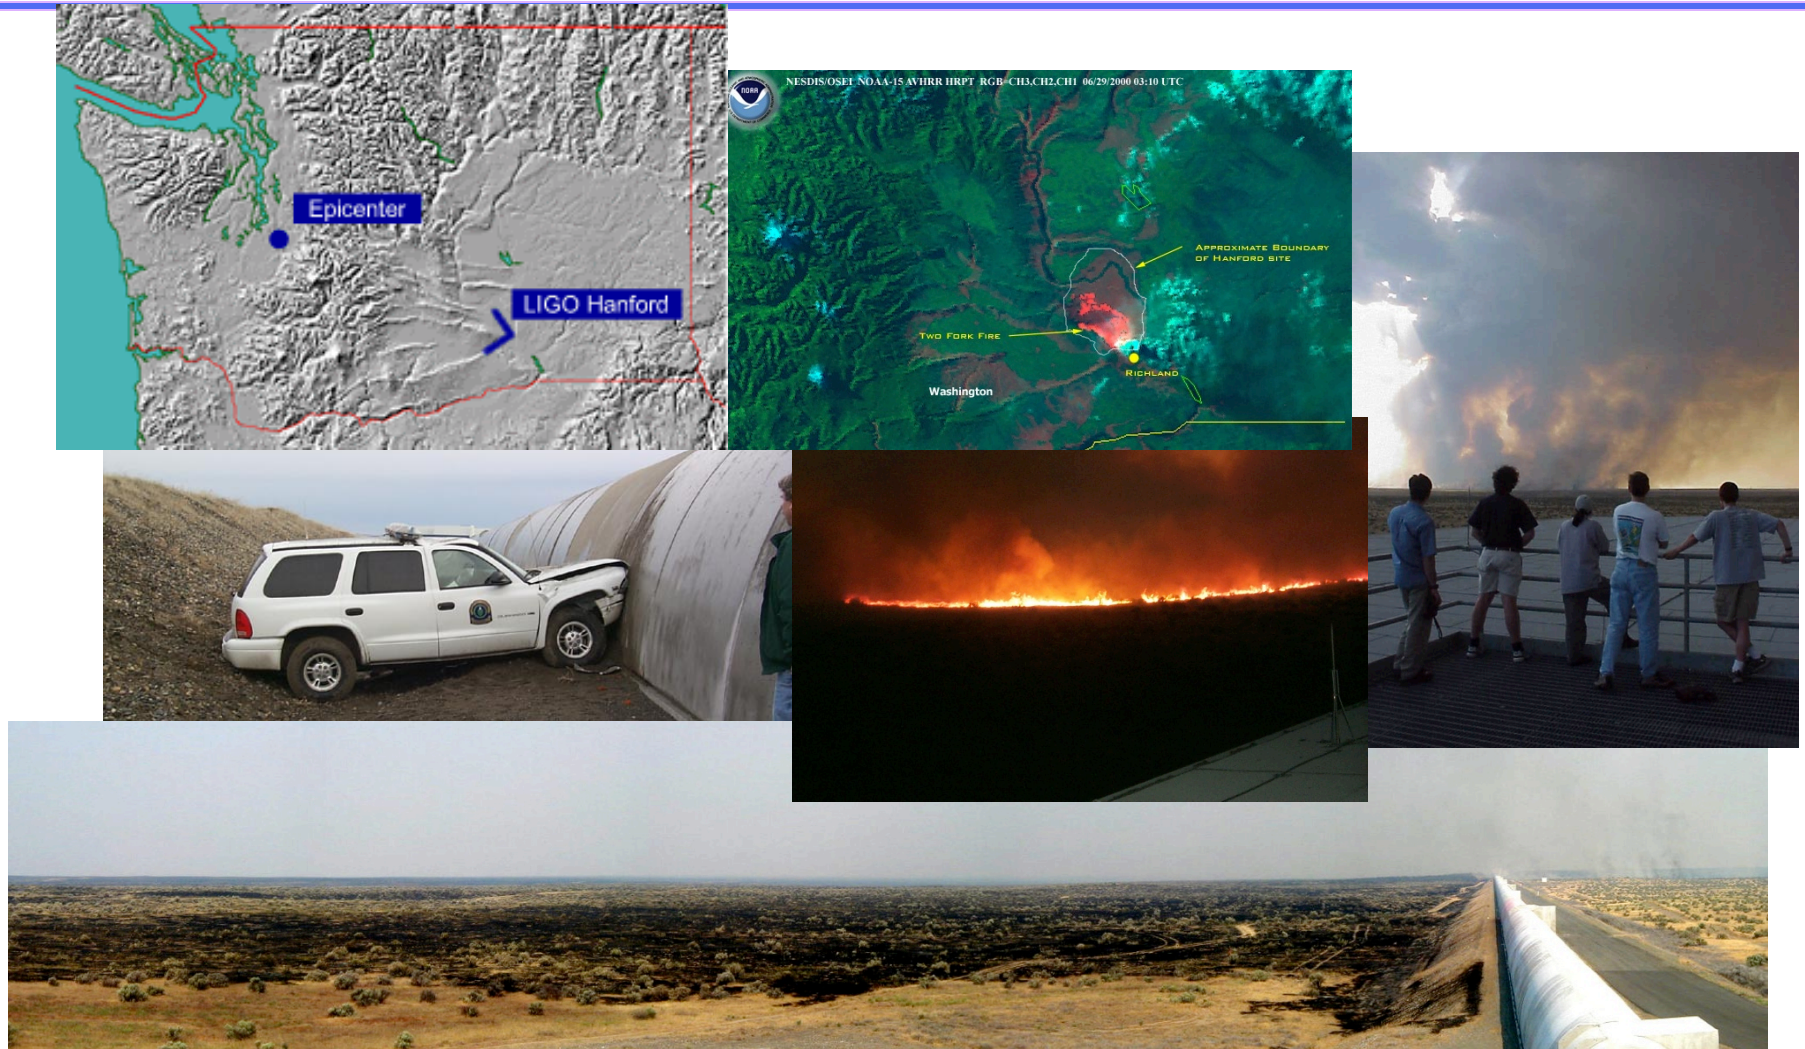 Epicenter
LIGO Hanford
NOAA
NESDIS/OSEI NOAA-15 AVHRR HRPT RGB=CH3,CH2,CH1 06/29/2000 03:10 UTC
APPROXIMATE BOUNDARY
OF HANFORD SITE
TWO FORK FIRE
RICHLAND
Washington